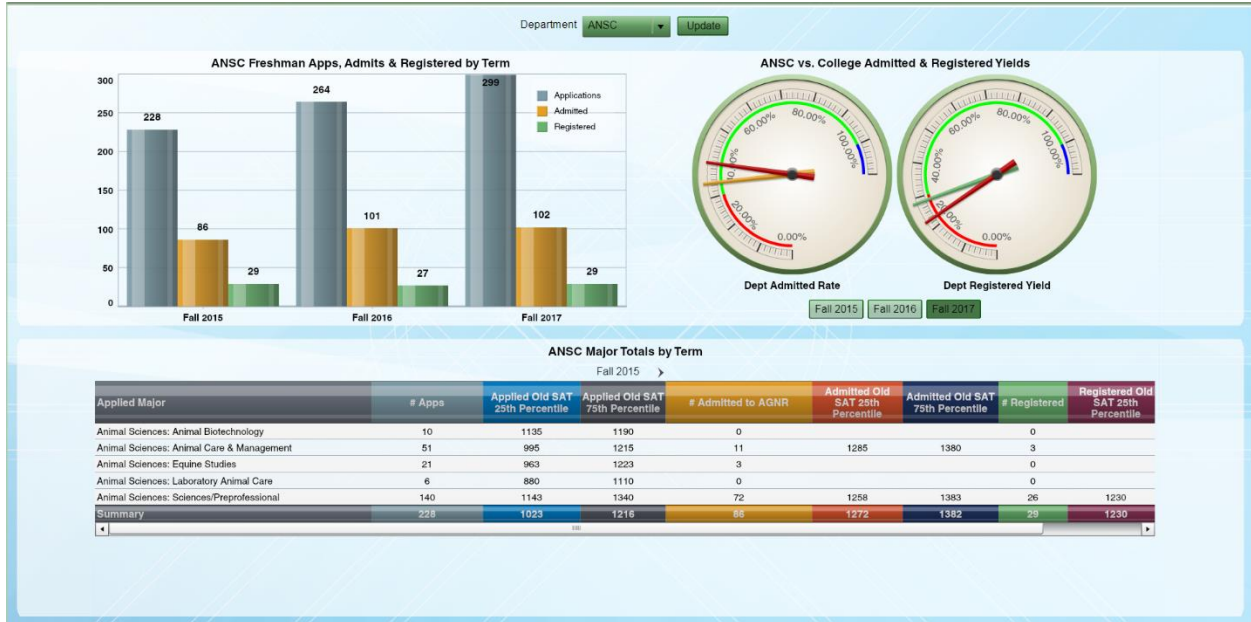 Department ANSC Update
ANSC Freshman Apps, Admits & Registered by Term
300
250
200
150
100
50
0
228
86
29
264
101
27
299
102
29
Applications
Admitted
Registered
Fall 2015 Fall 2016 Fall 2017
ANSC vs. College Admitted & Registered Yields
0.00%
20.00%
40.00%
60.00%
80.00%
100.00%
Dept Admitted Rate
0.00%
20.00%
40.00%
60.00%
80.00%
100.00%
Dept Registered Yield
Fall 2015 Fall 2016 Fall 2017
ANSC Major Totals by Term
Fall 2015
Applied Major # Apps Applied Old SAT 25th Percentile Applied Old SAT 75th Percentile # Admitted to AGNR Admitted Old SAT 25th Percentile Admitted Old SAT 75th Percentile # Registered Registered Old SAT 25th Percentile
Animal Sciences: Animal Biotechnology 10 1135 1190 0 0
Animal Sciences: Animal Care & Management 51 995 1215 11 1285 1380 3
Animal Sciences: Equine Studies 21 963 1223 3 0
Animal Sciences: Laboratory Animal Care 6 880 1110 0 0
Animal Sciences: Sciences/Preprofessional 140 1143 1340 72 1258 1383 26 1230
Summary 228 1023 1216 86 1272 1382 29 1230